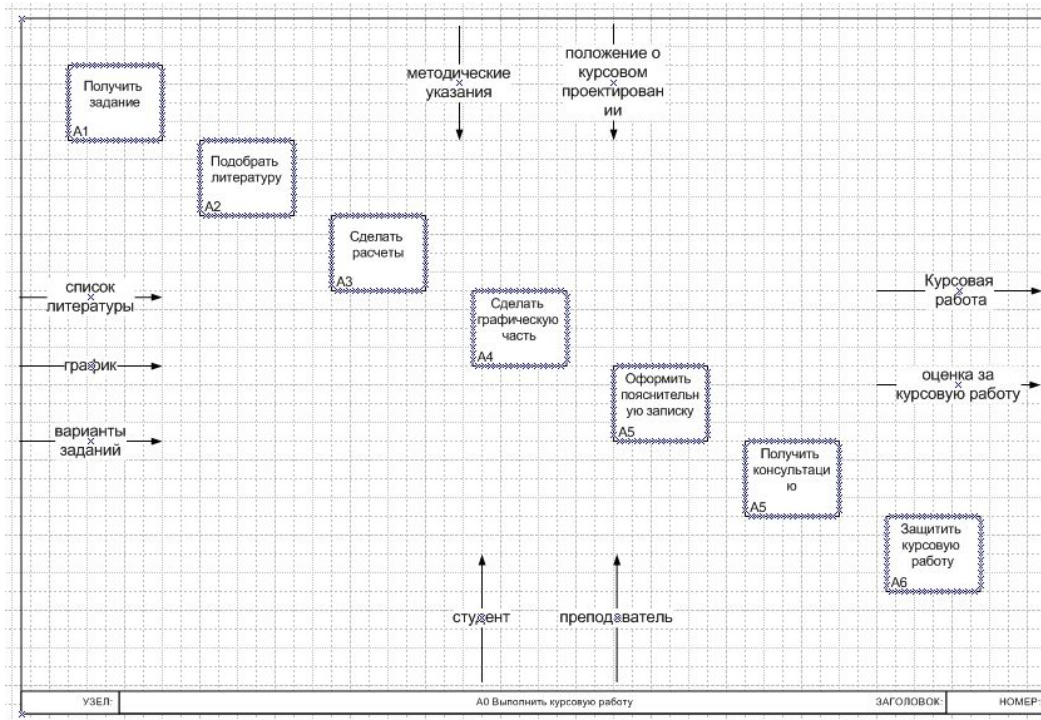 методические
указания
положение о
курсовом
проектирован
ии
Получить
задание
A1
Подобрать
литературу
A2
Сделать
расчеты
A3
список
литературы
Сделать
графическую
часть
A4
Курсовая
работа
график
Оформить
пояснительн
ую записку
A5
оценка за
курсовую работу
варианты
заданий
Получить
консультаци
ю
A5
Защитить
курсовую
работу
A6
студент
преподаватель
УЗЕЛ:
A0 Выполнить курсовую работу
ЗАГОЛОВОК:
НОМЕР: